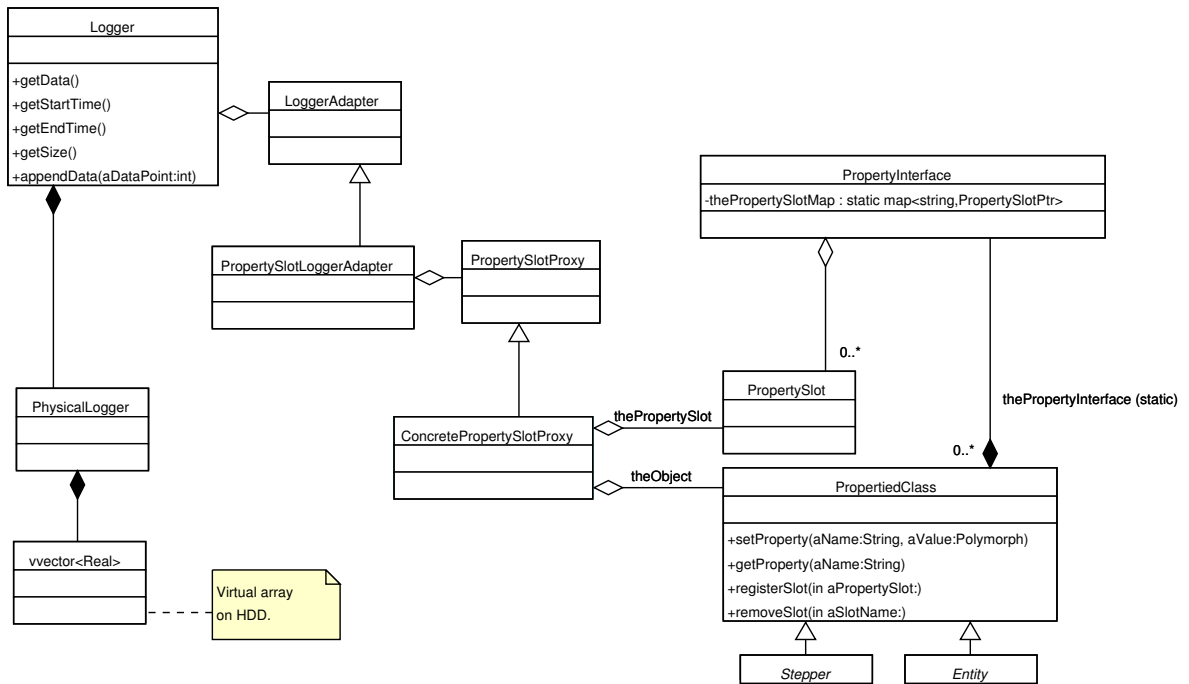 Logger
+getData()
+getStartTime()
+getEndTime()
+getSize()
+appendData(aDataPoint:int)
LoggerAdapter
PropertyInterface
-thePropertySlotMap : static map<string,PropertySlotPtr>
PropertySlotLoggerAdapter
PropertySlotProxy
0..*
PhysicalLogger
PropertySlot
thePropertyInterface (static)
ConcretePropertySlotProxy
thePropertySlot
0..*
theObject
PropertiedClass
+setProperty(aName:String, aValue:Polymorph)
+getProperty(aName:String)
+registerSlot(in aPropertySlot:)
+removeSlot(in aSlotName:)
vvector<Real>
Virtual array
on HDD.
Stepper
Entity